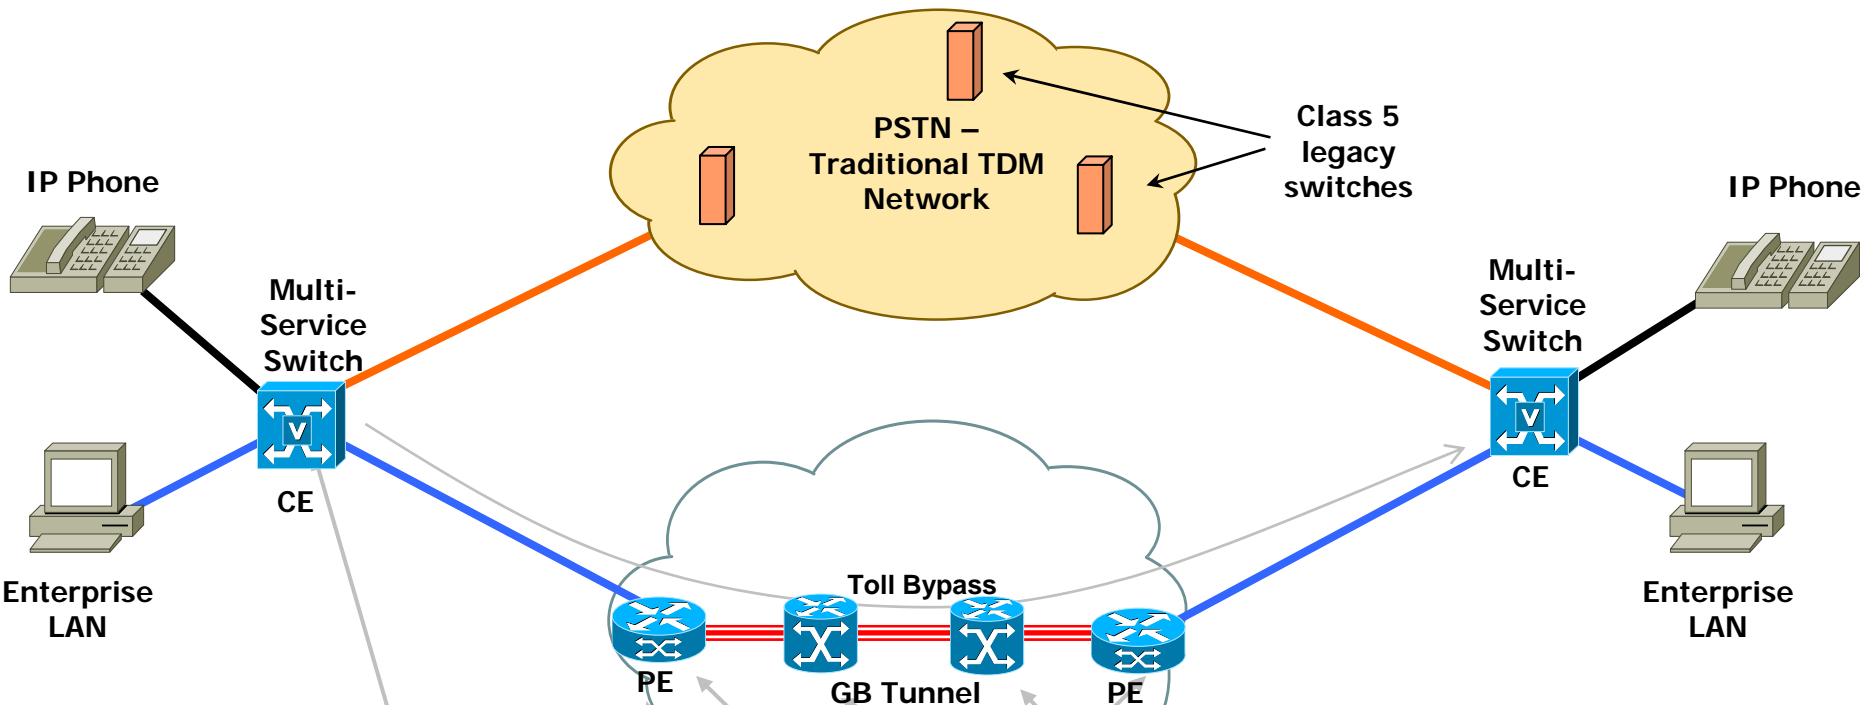 PSTN –
Traditional TDM
Network
Class 5
legacy
switches
IP Phone
IP Phone
Multi-
Service
Switch
Multi-
Service
Switch
V
V
CE
CE
Enterprise
LAN
Enterprise
LAN
Toll Bypass
PE
GB Tunnel
PE